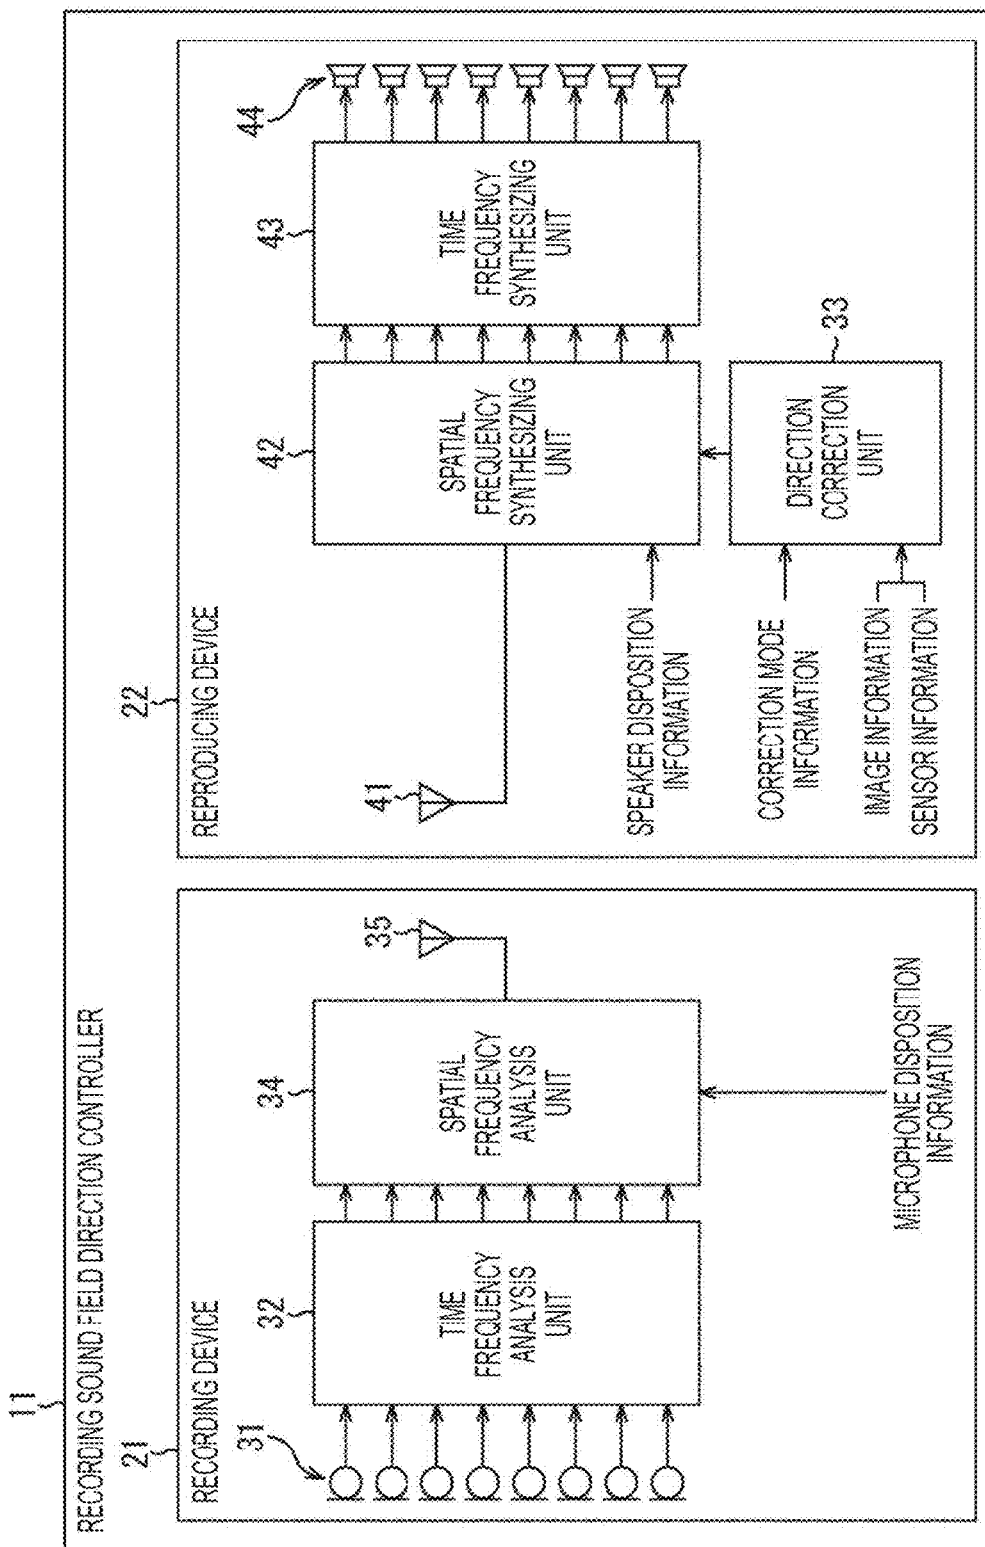 11
RECORDING SOUND FIELD DIRECTION CONTROLLER
21
RECORDING DEVICE
31
32
TIME
FREQUENCY
ANALYSIS
UNIT
34
SPATIAL
FREQUENCY
ANALYSIS
UNIT
35
MICROPHONE DISPOSITION
INFORMATION
22
REPRODUCING DEVICE
41
42
SPATIAL
FREQUENCY
SYNTHESIZING
UNIT
43
TIME
FREQUENCY
SYNTHESIZING
UNIT
44
SPEAKER DISPOSITION
INFORMATION
33
DIRECTION
CORRECTION
UNIT
CORRECTION MODE
INFORMATION
IMAGE INFORMATION
SENSOR INFORMATION